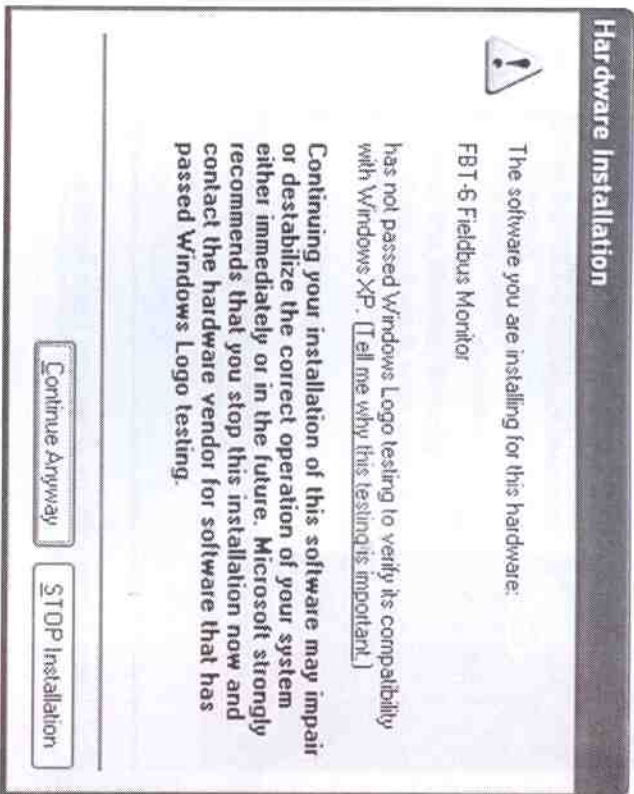 Hardware Installation
The software you are installing for this hardware:
FBT-6 Fieldbus Monitor
has not passed Windows Logo testing to verify its compatibility
with Windows XP. (Tell me why this testing is important.)
Continuing your installation of this software may impair
or destabilize the correct operation of your system
either immediately or in the future. Microsoft strongly
recommends that you stop this installation now and
contact the hardware vendor for software that has
passed Windows Logo testing.
Continue Anyway
STOP Installation